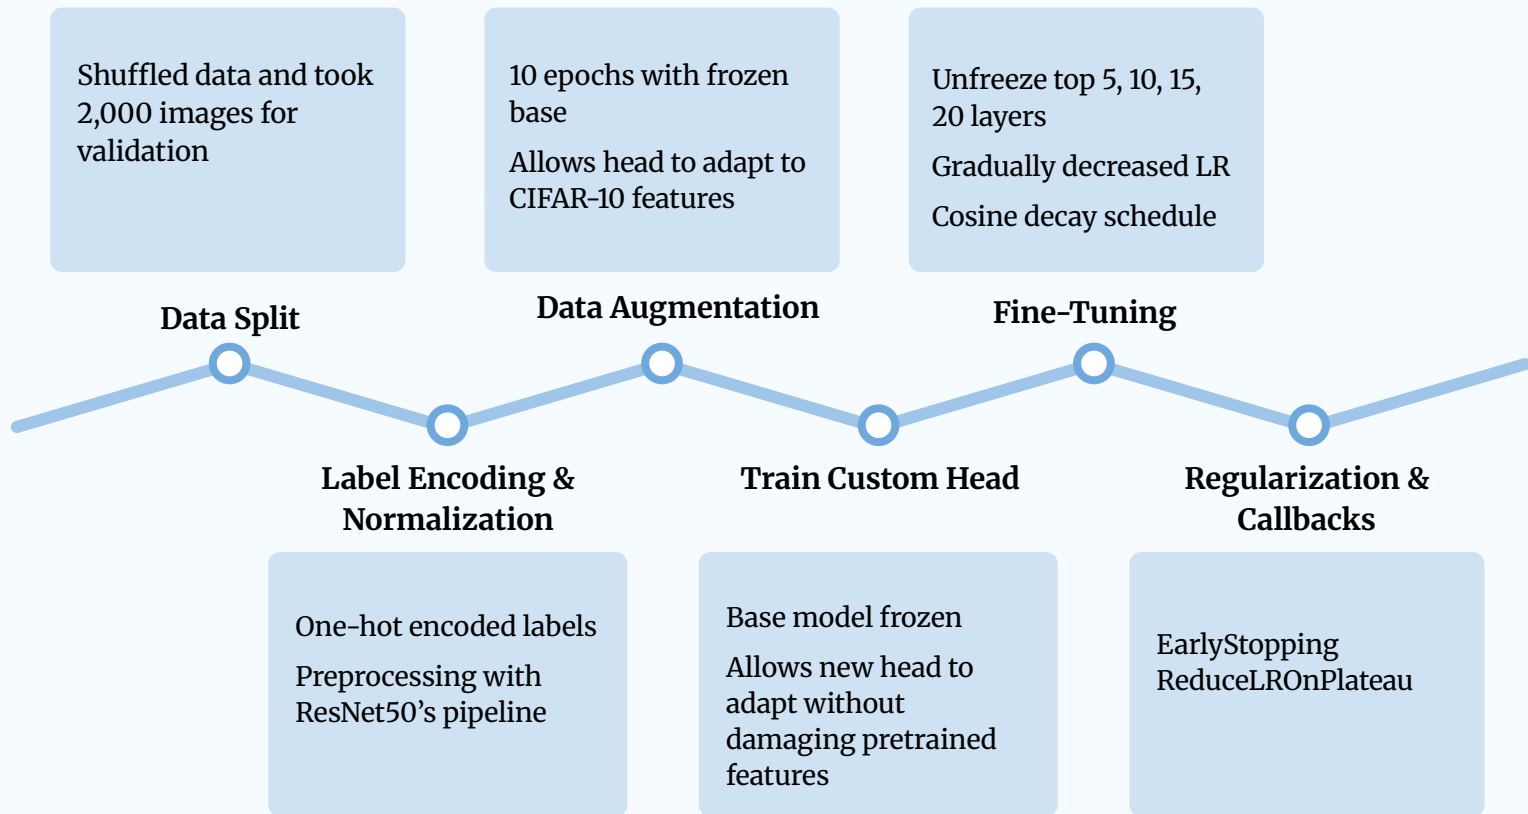 Shuffled data and took
2,000 images for
validation
Data Split
Label Encoding &
Normalization
One-hot encoded labels
Preprocessing with
ResNet50’s pipeline
10 epochs with frozen
base
Allows head to adapt to
CIFAR-10 features
Data Augmentation
Train Custom Head
Base model frozen
Allows new head to
adapt without
damaging pretrained
features
Unfreeze top 5, 10, 15,
20 layers
Gradually decreased LR
Cosine decay schedule
Fine-Tuning
Regularization &
Callbacks
EarlyStopping
ReduceLROnPlateau